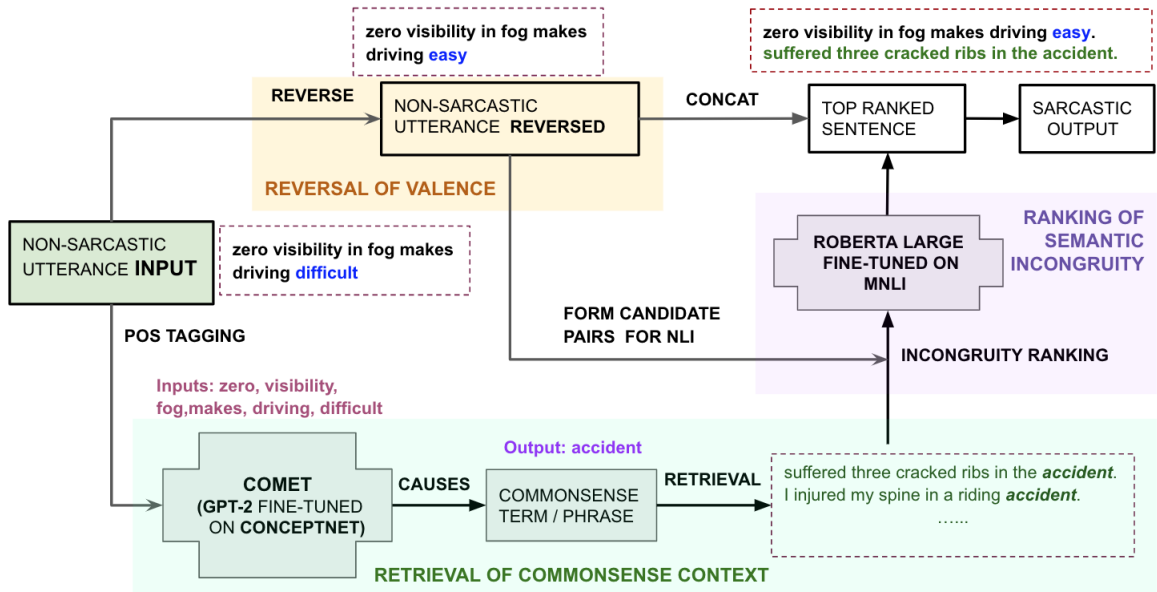 zero visibility in fog makes
driving easy
zero visibility in fog makes driving easy.
suffered three cracked ribs in the accident.
REVERSE
NON-SARCASTIC
UTTERANCE REVERSED
CONCAT
TOP RANKED
SENTENCE
SARCASTIC
OUTPUT
REVERSAL OF VALENCE
NON-SARCASTIC
UTTERANCE INPUT
zero visibility in fog makes
driving difficult
RANKING OF
SEMANTIC
INCONGRUITY
ROBERTA LARGE
FINE-TUNED ON
MNLI
POS TAGGING
FORM CANDIDATE
PAIRS FOR NLI
INCONGRUITY RANKING
Inputs: zero, visibility,
fog,makes, driving, difficult
Output: accident
COMET
(GPT-2 FINE-TUNED
ON CONCEPTNET)
CAUSES
COMMONSENSE
TERM / PHRASE
RETRIEVAL
suffered three cracked ribs in the accident.
I injured my spine in a riding accident.
…...
RETRIEVAL OF COMMONSENSE CONTEXT